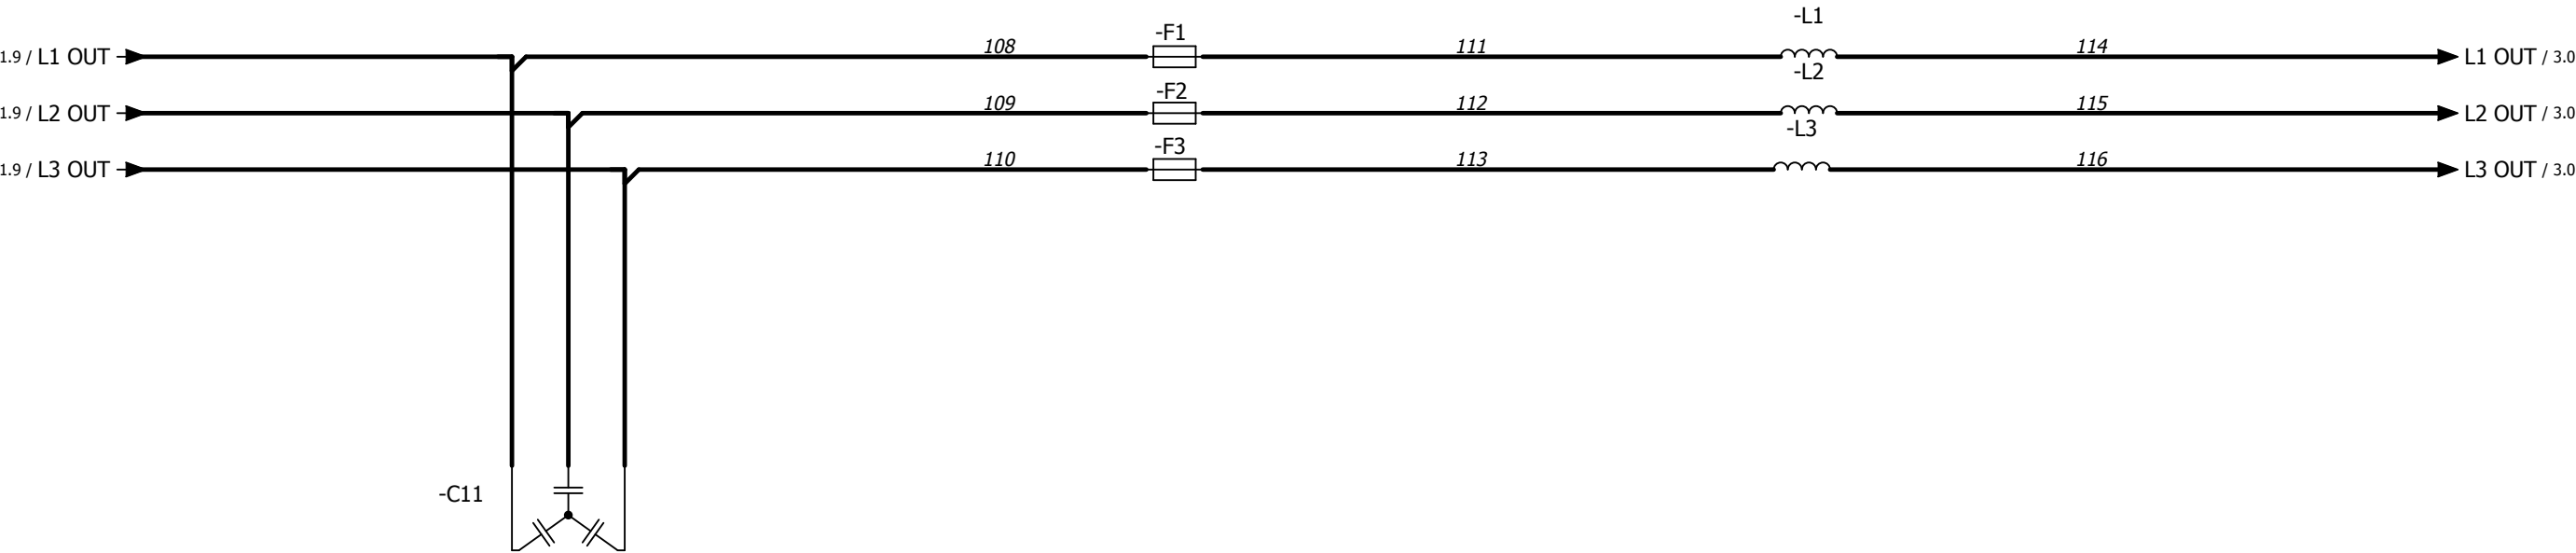 -L1
-F1
1.9 / L1 OUT 108 111 114 L1 OUT / 3.0
-L2
-F2
1.9 / L2 OUT 109 112 115 L2 OUT / 3.0
-L3
-F3
1.9 / L3 OUT 110 113 116 L3 OUT / 3.0
-C11